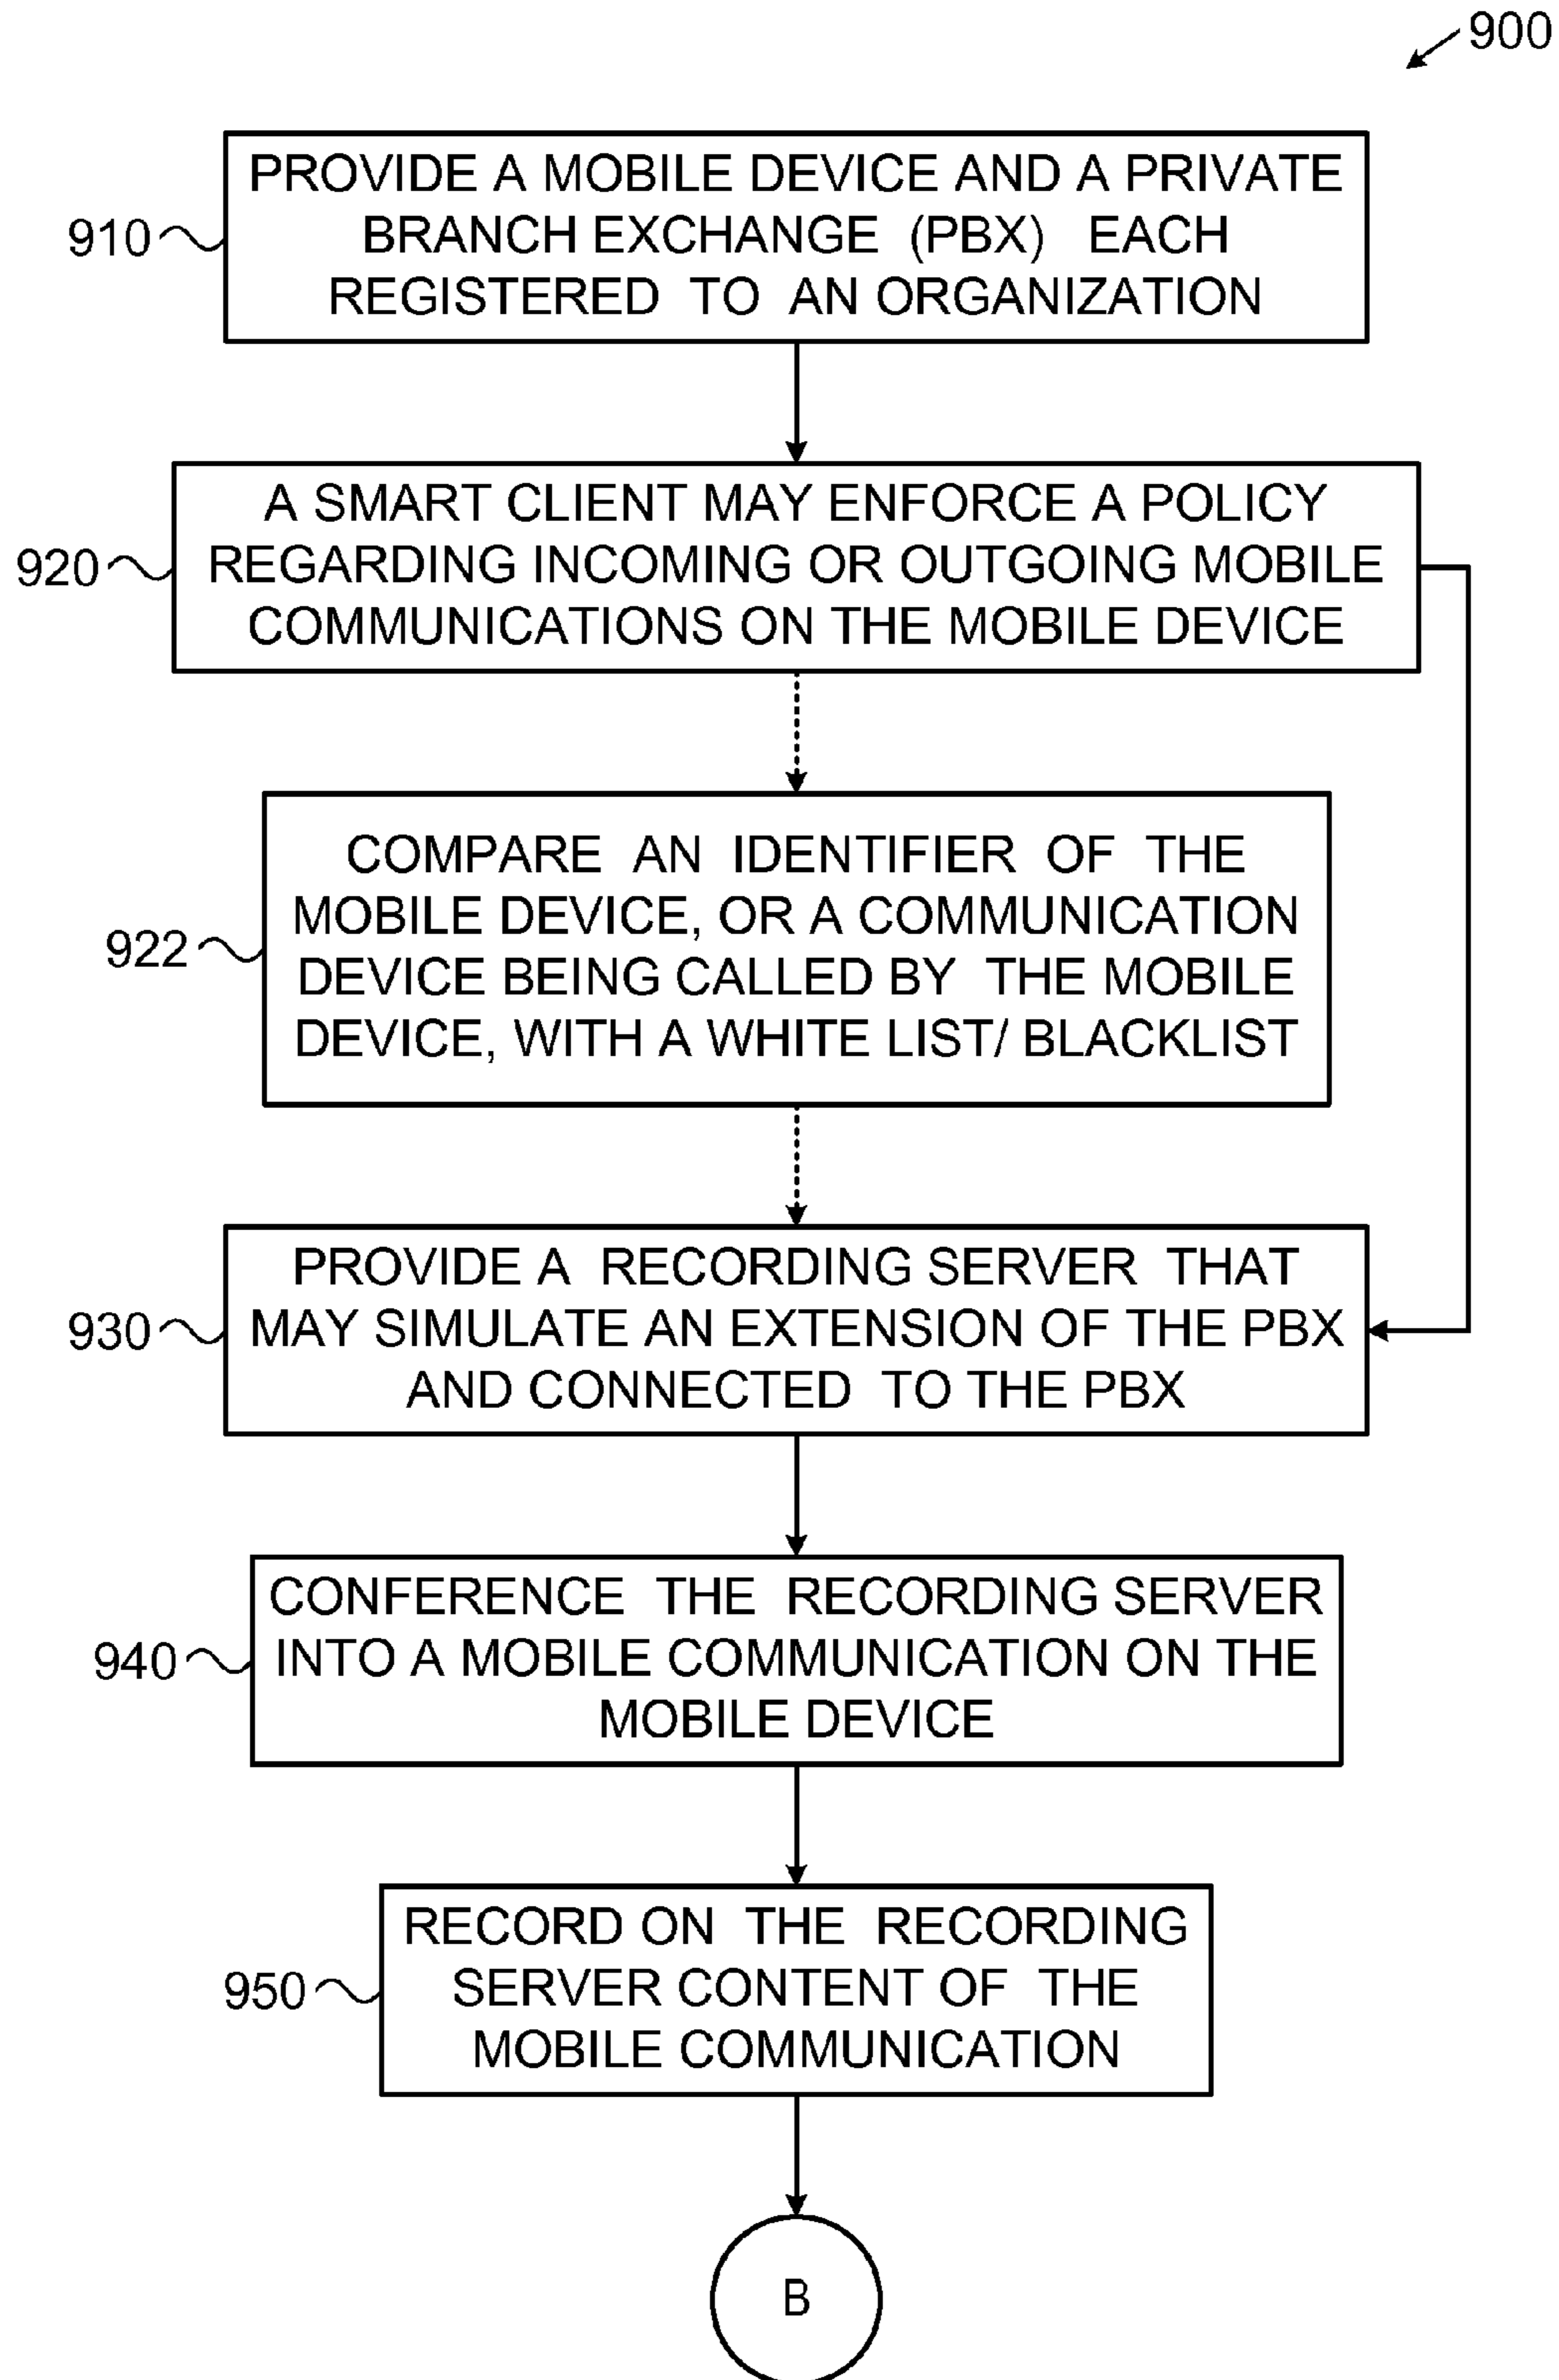 900
PROVIDE A MOBILE DEVICE AND A PRIVATE
BRANCH EXCHANGE (PBX) EACH
REGISTERED TO AN ORGANIZATION
910
A SMART CLIENT MAY ENFORCE A POLICY
REGARDING INCOMING OR OUTGOING MOBILE
COMMUNICATIONS ON THE MOBILE DEVICE
920
COMPARE AN IDENTIFIER OF THE
MOBILE DEVICE, OR A COMMUNICATION
DEVICE BEING CALLED BY THE MOBILE
DEVICE, WITH A WHITE LIST/ BLACKLIST
922
PROVIDE A RECORDING SERVER THAT
MAY SIMULATE AN EXTENSION OF THE PBX
AND CONNECTED TO THE PBX
930
CONFERENCE THE RECORDING SERVER
INTO A MOBILE COMMUNICATION ON THE
MOBILE DEVICE
940
RECORD ON THE RECORDING
SERVER CONTENT OF THE
MOBILE COMMUNICATION
950
B